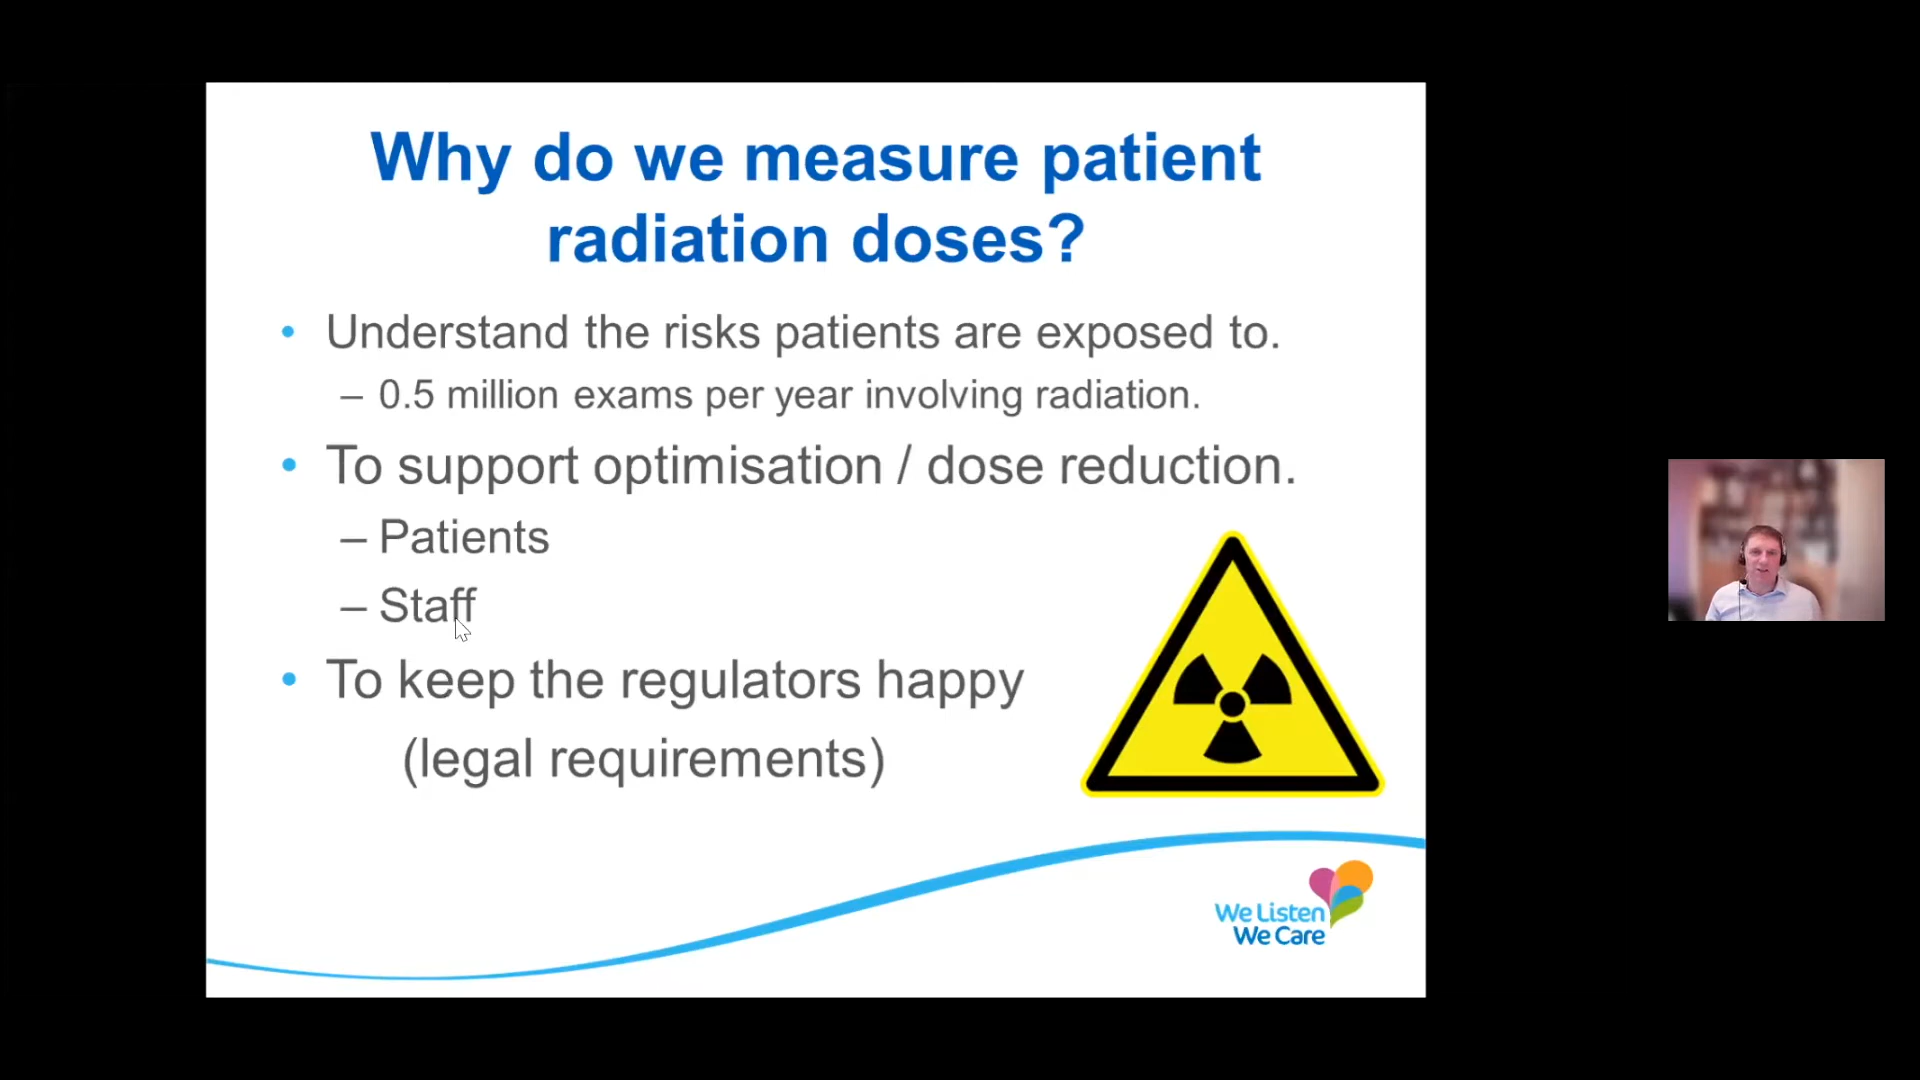 Why do we measure patient
radiation doses?
• Understand the risks patients are exposed to.
– 0.5 million exams per year involving radiation.
• To support optimisation / dose reduction.
– Patients
– Staff
• To keep the regulators happy
(legal requirements)
We Listen
We Care